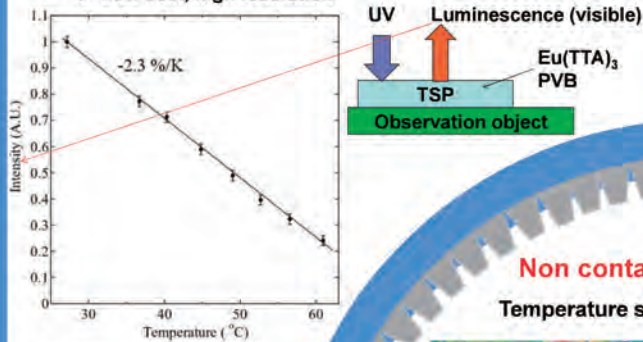 1.1
1
0.9
0.8
0.7
0.6
0.5
0.4
0.3
0.2
0.1
0
Intensity (A.U.)
-2.3 %/K
30
40
50
60
Temperature (°C)
UV
Luminescence (visible)
Eu(TTA)3
PVB
TSP
Observation object
Non conta
Temperature s